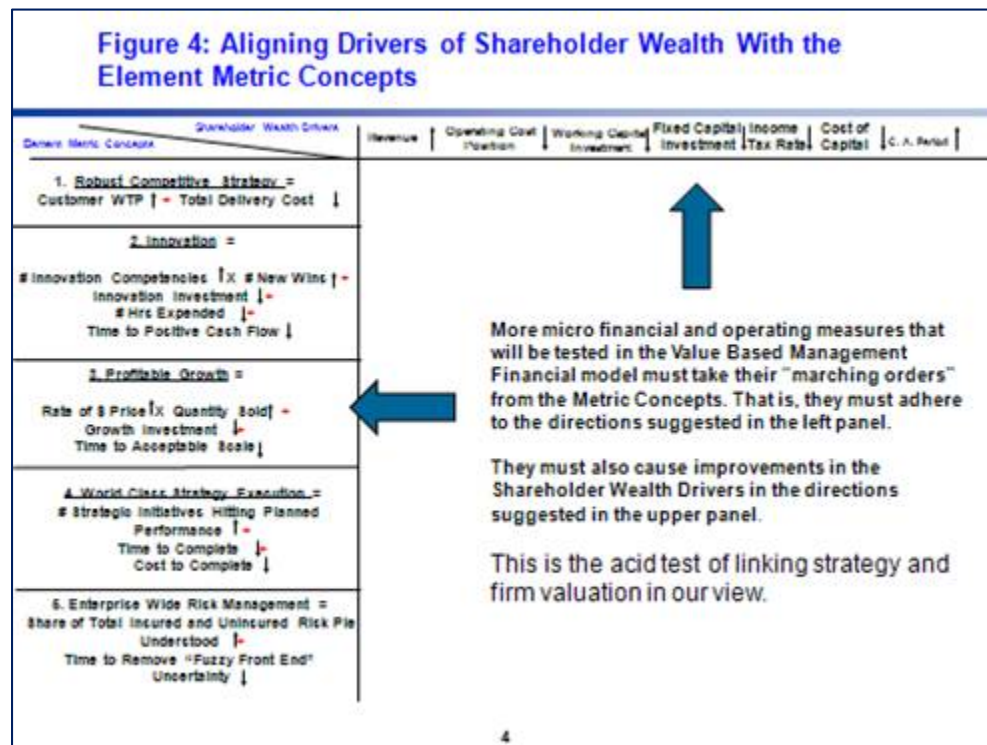 Figure 4: Aligning Drivers of Shareholder Wealth With the
Element Metric Concepts
Shareholder Wealth Drivers
Element Metric Concepts
Revenue ↑
Operating Cost
Position ↓
Working Capital
Investment ↓
Fixed Capital
Investment ↓
Income
Tax Rate ↓
Cost of
Capital ↓
C. A. Period ↑
1. Robust Competitive Strategy =
Customer WTP ↑ - Total Delivery Cost ↓
2. Innovation =
# Innovation Competencies ↑ X # New Wins ↑ -
Innovation Investment ↓ -
# Hrs Expended ↓ -
Time to Positive Cash Flow ↓
3. Profitable Growth =
Rate of $ Price ↑ X Quantity Sold ↑ -
Growth Investment ↓ -
Time to Acceptable Scale ↓
4. World Class Strategy Execution =
# Strategic Initiatives Hitting Planned
Performance ↑ -
Time to Complete ↓ -
Cost to Complete ↓
5. Enterprise Wide Risk Management =
Share of Total Insured and Uninsured Risk Pie
Understood ↑ -
Time to Remove "Fuzzy Front End"
Uncertainty ↓
More micro financial and operating measures that
will be tested in the Value Based Management
Financial model must take their "marching orders"
from the Metric Concepts. That is, they must adhere
to the directions suggested in the left panel.
They must also cause improvements in the
Shareholder Wealth Drivers in the directions
suggested in the upper panel.
This is the acid test of linking strategy and
firm valuation in our view.
4